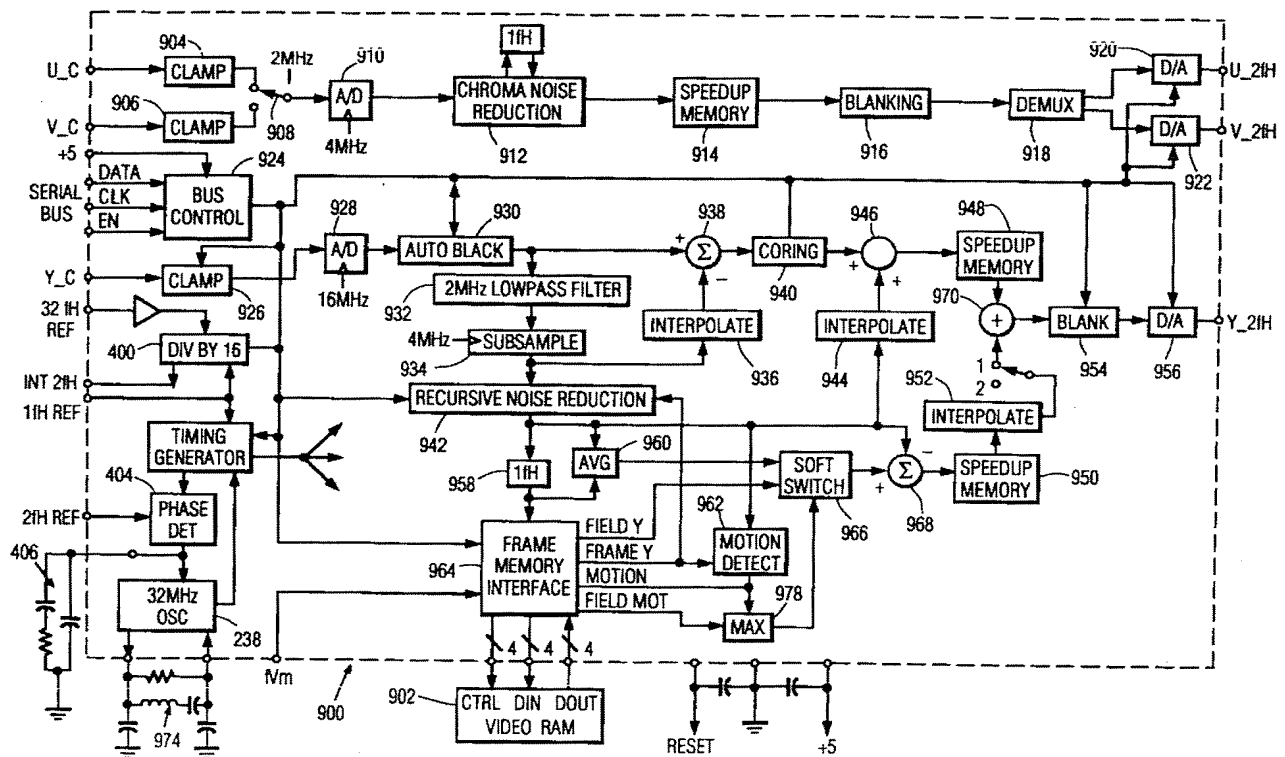 904
2MHz
910
1fH
920
U_C
CLAMP
A/D
CHROMA NOISE
REDUCTION
SPEEDUP
MEMORY
BLANKING
DEMUX
D/A
U_2fH
906
V_C
CLAMP
908
4MHz
912
914
916
918
D/A
V_2fH
922
+5
924
SERIAL
BUS
DATA
CLK
EN
BUS
CONTROL
928
930
938
946
948
A/D
AUTO BLACK
+
Σ
−
CORING
940
+
+
SPEEDUP
MEMORY
Y_C
CLAMP
926
16MHz
932
2MHz LOWPASS FILTER
970
+
BLANK
954
D/A
956
Y_2fH
32 fH
REF
400
DIV BY 16
4MHz
SUBSAMPLE
934
INTERPOLATE
936
INTERPOLATE
944
1
2
952
INTERPOLATE
INT 2fH
1fH REF
RECURSIVE NOISE REDUCTION
942
TIMING
GENERATOR
958
1fH
AVG
960
SOFT
SWITCH
966
−
Σ
+
968
SPEEDUP
MEMORY
950
404
2fH REF
PHASE
DET
964
FRAME
MEMORY
INTERFACE
FIELD Y
FRAME Y
MOTION
FIELD MOT
962
MOTION
DETECT
978
MAX
406
32MHz
OSC
238
4
4
4
fVm
900
974
902
CTRL DIN DOUT
VIDEO RAM
RESET
+5